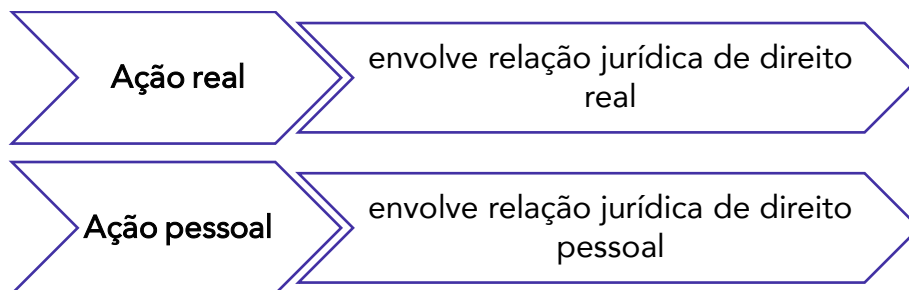 Ação real
envolve relação jurídica de direito
real
Ação pessoal
envolve relação jurídica de direito
pessoal